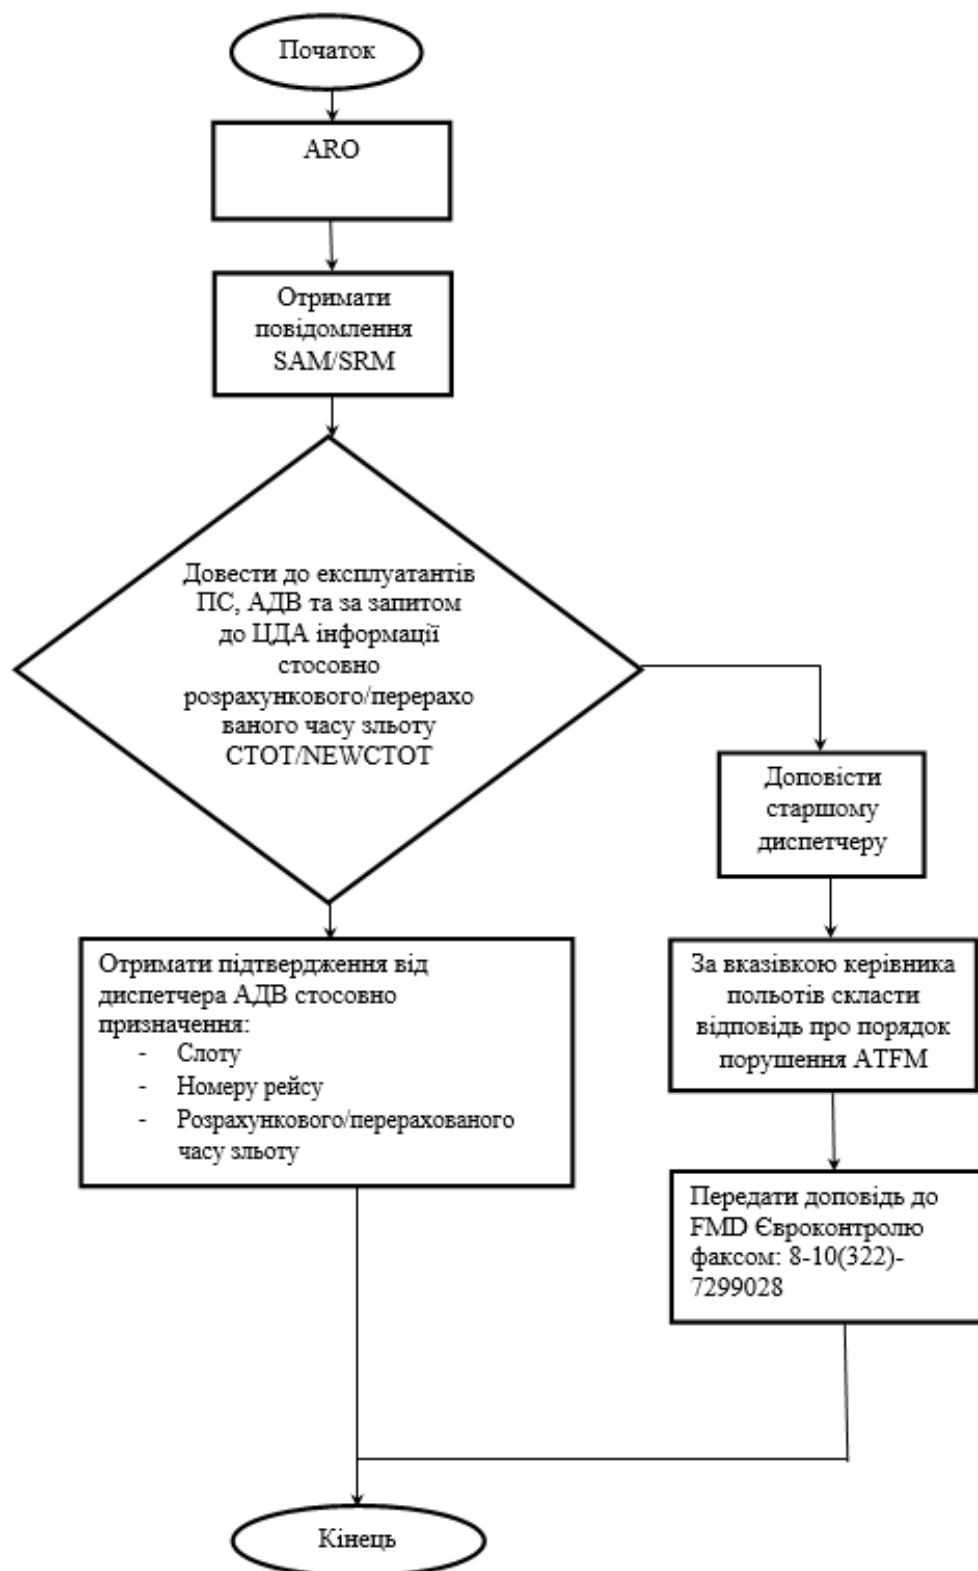 Початок
ARO
Отримати
повідомлення
SAM/SRM
Довести до експлуатантів
ПС, АДВ та за запитом
до ЦДА інформації
стосовно
розрахункового/перерахо
ваного часу зльоту
CTOT/NEWCTOT
Доповісти
старшому
диспетчеру
Отримати підтвердження від
диспетчера АДВ стосовно
призначення:
- Слоту
- Номеру рейсу
- Розрахункового/перерахованого
часу зльоту
За вказівкою керівника
польотів скласти
відповідь про порядок
порушення ATFM
Передати доповідь до
FMD Євроконтролю
факсом: 8-10(322)-
7299028
Кінець